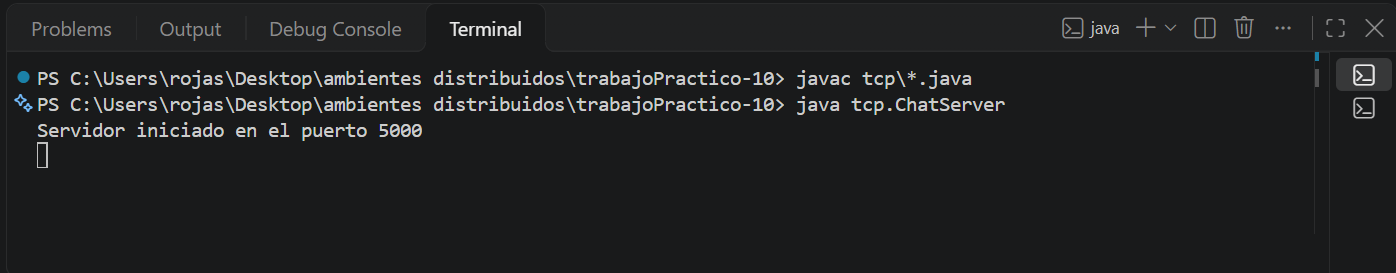 Problems Output Debug Console Terminal java
PS C:\Users\rojas\Desktop\ambientes distribuidos\trabajoPractico-10> javac tcp\*.java
PS C:\Users\rojas\Desktop\ambientes distribuidos\trabajoPractico-10> java tcp.ChatServer
Servidor iniciado en el puerto 5000